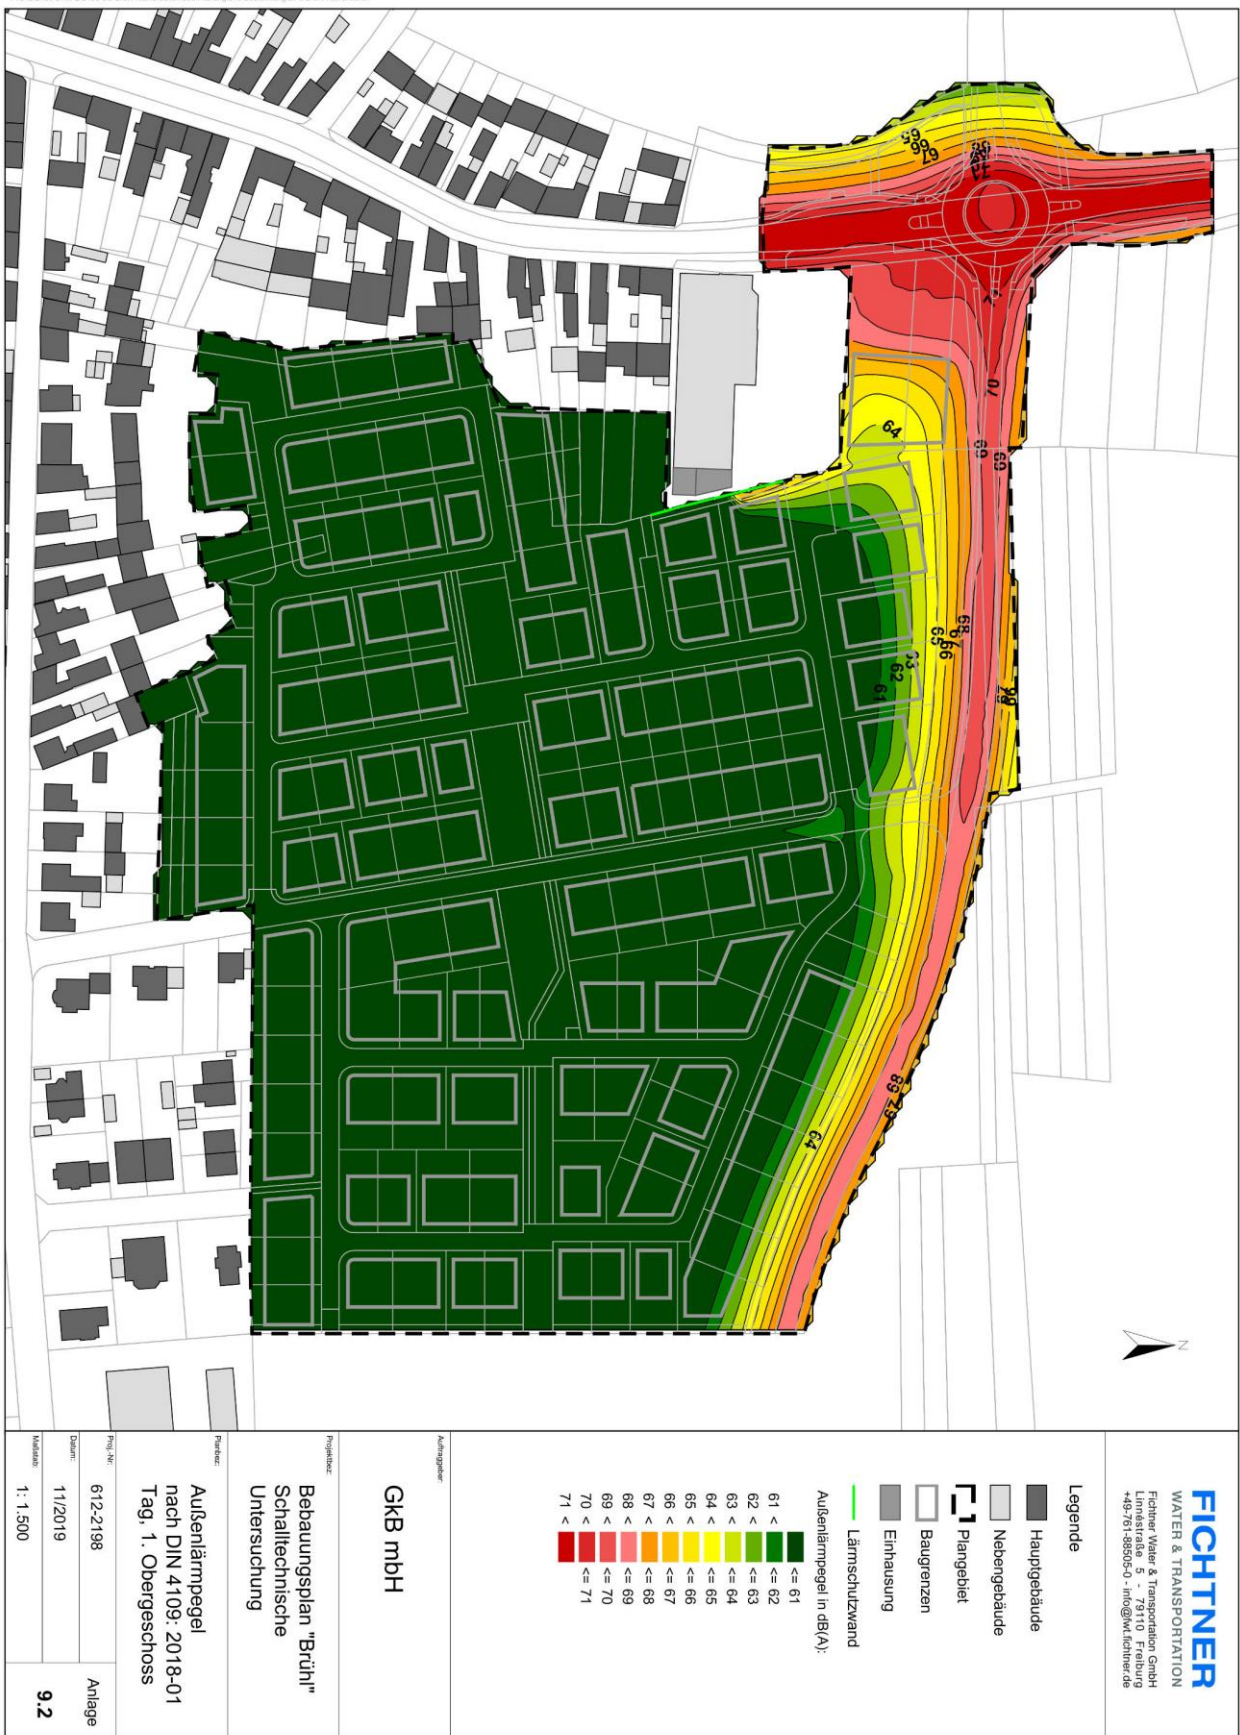 FICHTNER
WATER & TRANSPORTATION
Fichtner Water & Transportation GmbH
Linnéstraße 5 - 79110 Freiburg
+49-761-88505-0 - info@fwt.fichtner.de
Legende
Hauptgebäude
Nebengebäude
Plangebiet
Baugrenzen
Einhausung
Lärmschutzwand
Außenlärmpegel in dB(A):
<= 61
61 < <= 62
62 < <= 63
63 < <= 64
64 < <= 65
65 < <= 66
66 < <= 67
67 < <= 68
68 < <= 69
69 < <= 70
70 < <= 71
71 <
Auftraggeber:
GkB mbH
Projektbez:
Bebauungsplan "Brühl"
Schalltechnische
Untersuchung
Planbez:
Außenlärmpegel
nach DIN 4109: 2018-01
Tag, 1. Obergeschoss
Proj.-Nr:
612-2198
Anlage
Datum:
11/2019
9.2
Maßstab:
1: 1.500
N
65
66
67
70
69
69
64
68
66
65
62
61
68
67
64